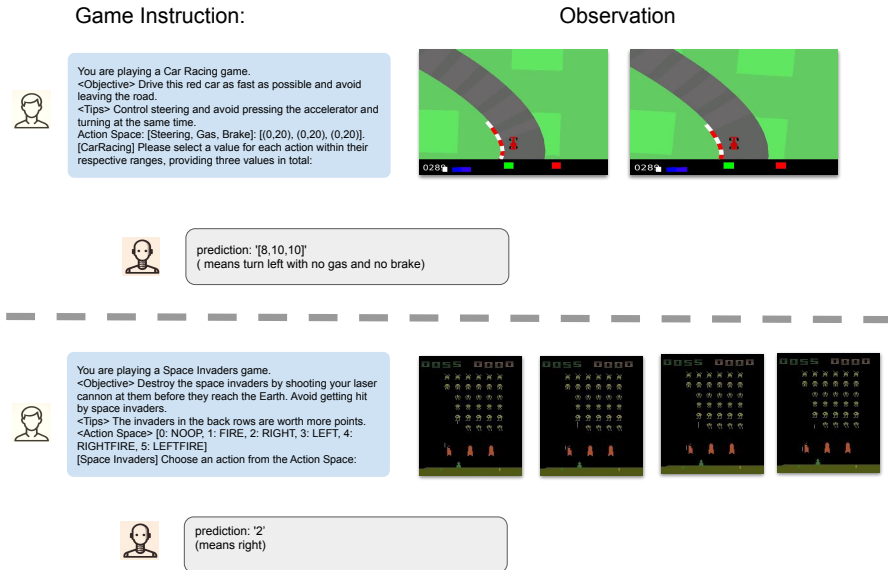 Game Instruction:
Observation
You are playing a Car Racing game.
<Objective> Drive this red car as fast as possible and avoid
leaving the road.
<Tips> Control steering and avoid pressing the accelerator and
turning at the same time.
Action Space: [Steering, Gas, Brake]: [(0,20), (0,20), (0,20)].
[CarRacing] Please select a value for each action within their
respective ranges, providing three values in total:
0289
0289
prediction: '[8,10,10]'
( means turn left with no gas and no brake)
You are playing a Space Invaders game.
<Objective> Destroy the space invaders by shooting your laser
cannon at them before they reach the Earth. Avoid getting hit
by space invaders.
<Tips> The invaders in the back rows are worth more points.
<Action Space> [0: NOOP, 1: FIRE, 2: RIGHT, 3: LEFT, 4:
RIGHTFIRE, 5: LEFTFIRE]
[Space Invaders] Choose an action from the Action Space:
prediction: '2'
(means right)